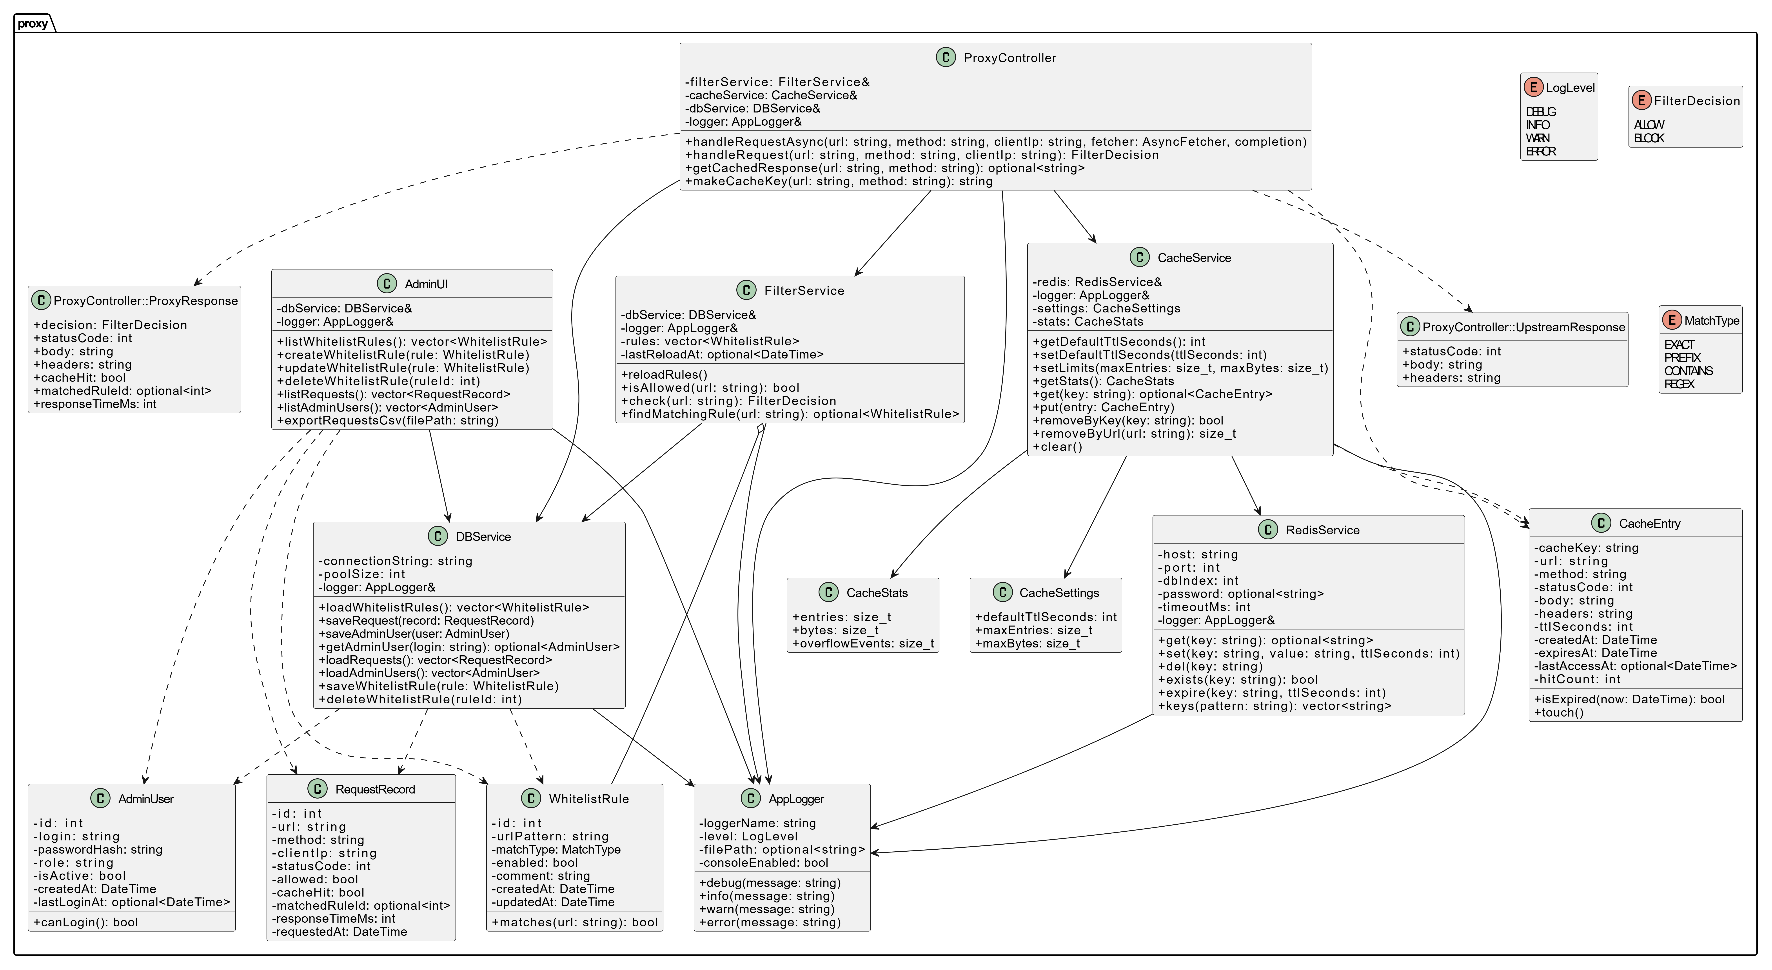 proxy
C ProxyController
-filterService: FilterService&
-cacheService: CacheService&
-dbService: DBService&
-logger: AppLogger&
+handleRequestAsync(url: string, method: string, clientIp: string, fetcher: AsyncFetcher, completion)
+handleRequest(url: string, method: string, clientIp: string): FilterDecision
+getCachedResponse(url: string, method: string): optional<string>
+makeCacheKey(url: string, method: string): string
E LogLevel
DEBUG
INFO
WARN
ERROR
E FilterDecision
ALLOW
BLOCK
C ProxyController::ProxyResponse
+decision: FilterDecision
+statusCode: int
+body: string
+headers: string
+cacheHit: bool
+matchedRuleId: optional<int>
+responseTimeMs: int
C AdminUI
-dbService: DBService&
-logger: AppLogger&
+listWhitelistRules(): vector<WhitelistRule>
+createWhitelistRule(rule: WhitelistRule)
+updateWhitelistRule(rule: WhitelistRule)
+deleteWhitelistRule(ruleId: int)
+listRequests(): vector<RequestRecord>
+listAdminUsers(): vector<AdminUser>
+exportRequestsCsv(filePath: string)
C FilterService
-dbService: DBService&
-logger: AppLogger&
-rules: vector<WhitelistRule>
-lastReloadAt: optional<DateTime>
+reloadRules()
+isAllowed(url: string): bool
+check(url: string): FilterDecision
+findMatchingRule(url: string): optional<WhitelistRule>
C CacheService
-redis: RedisService&
-logger: AppLogger&
-settings: CacheSettings
-stats: CacheStats
+getDefaultTtlSeconds(): int
+setDefaultTtlSeconds(ttlSeconds: int)
+setLimits(maxEntries: size_t, maxBytes: size_t)
+getStats(): CacheStats
+get(key: string): optional<CacheEntry>
+put(entry: CacheEntry)
+removeByKey(key: string): bool
+removeByUrl(url: string): size_t
+clear()
C ProxyController::UpstreamResponse
+statusCode: int
+body: string
+headers: string
E MatchType
EXACT
PREFIX
CONTAINS
REGEX
C DBService
-connectionString: string
-poolSize: int
-logger: AppLogger&
+loadWhitelistRules(): vector<WhitelistRule>
+saveRequest(record: RequestRecord)
+saveAdminUser(user: AdminUser)
+getAdminUser(login: string): optional<AdminUser>
+loadRequests(): vector<RequestRecord>
+loadAdminUsers(): vector<AdminUser>
+saveWhitelistRule(rule: WhitelistRule)
+deleteWhitelistRule(ruleId: int)
C CacheStats
+entries: size_t
+bytes: size_t
+overflowEvents: size_t
C CacheSettings
+defaultTtlSeconds: int
+maxEntries: size_t
+maxBytes: size_t
C RedisService
-host: string
-port: int
-dbIndex: int
-password: optional<string>
-timeoutMs: int
-logger: AppLogger&
+get(key: string): optional<string>
+set(key: string, value: string, ttlSeconds: int)
+del(key: string)
+exists(key: string): bool
+expire(key: string, ttlSeconds: int)
+keys(pattern: string): vector<string>
C CacheEntry
-cacheKey: string
-url: string
-method: string
-statusCode: int
-body: string
-headers: string
-ttlSeconds: int
-createdAt: DateTime
-expiresAt: DateTime
-lastAccessAt: optional<DateTime>
-hitCount: int
+isExpired(now: DateTime): bool
+touch()
C AdminUser
-id: int
-login: string
-passwordHash: string
-role: string
-isActive: bool
-createdAt: DateTime
-lastLoginAt: optional<DateTime>
+canLogin(): bool
C RequestRecord
-id: int
-url: string
-method: string
-clientIp: string
-statusCode: int
-allowed: bool
-cacheHit: bool
-matchedRuleId: optional<int>
-responseTimeMs: int
-requestedAt: DateTime
C WhitelistRule
-id: int
-urlPattern: string
-matchType: MatchType
-enabled: bool
-comment: string
-createdAt: DateTime
-updatedAt: DateTime
+matches(url: string): bool
C AppLogger
-loggerName: string
-level: LogLevel
-filePath: optional<string>
-consoleEnabled: bool
+debug(message: string)
+info(message: string)
+warn(message: string)
+error(message: string)